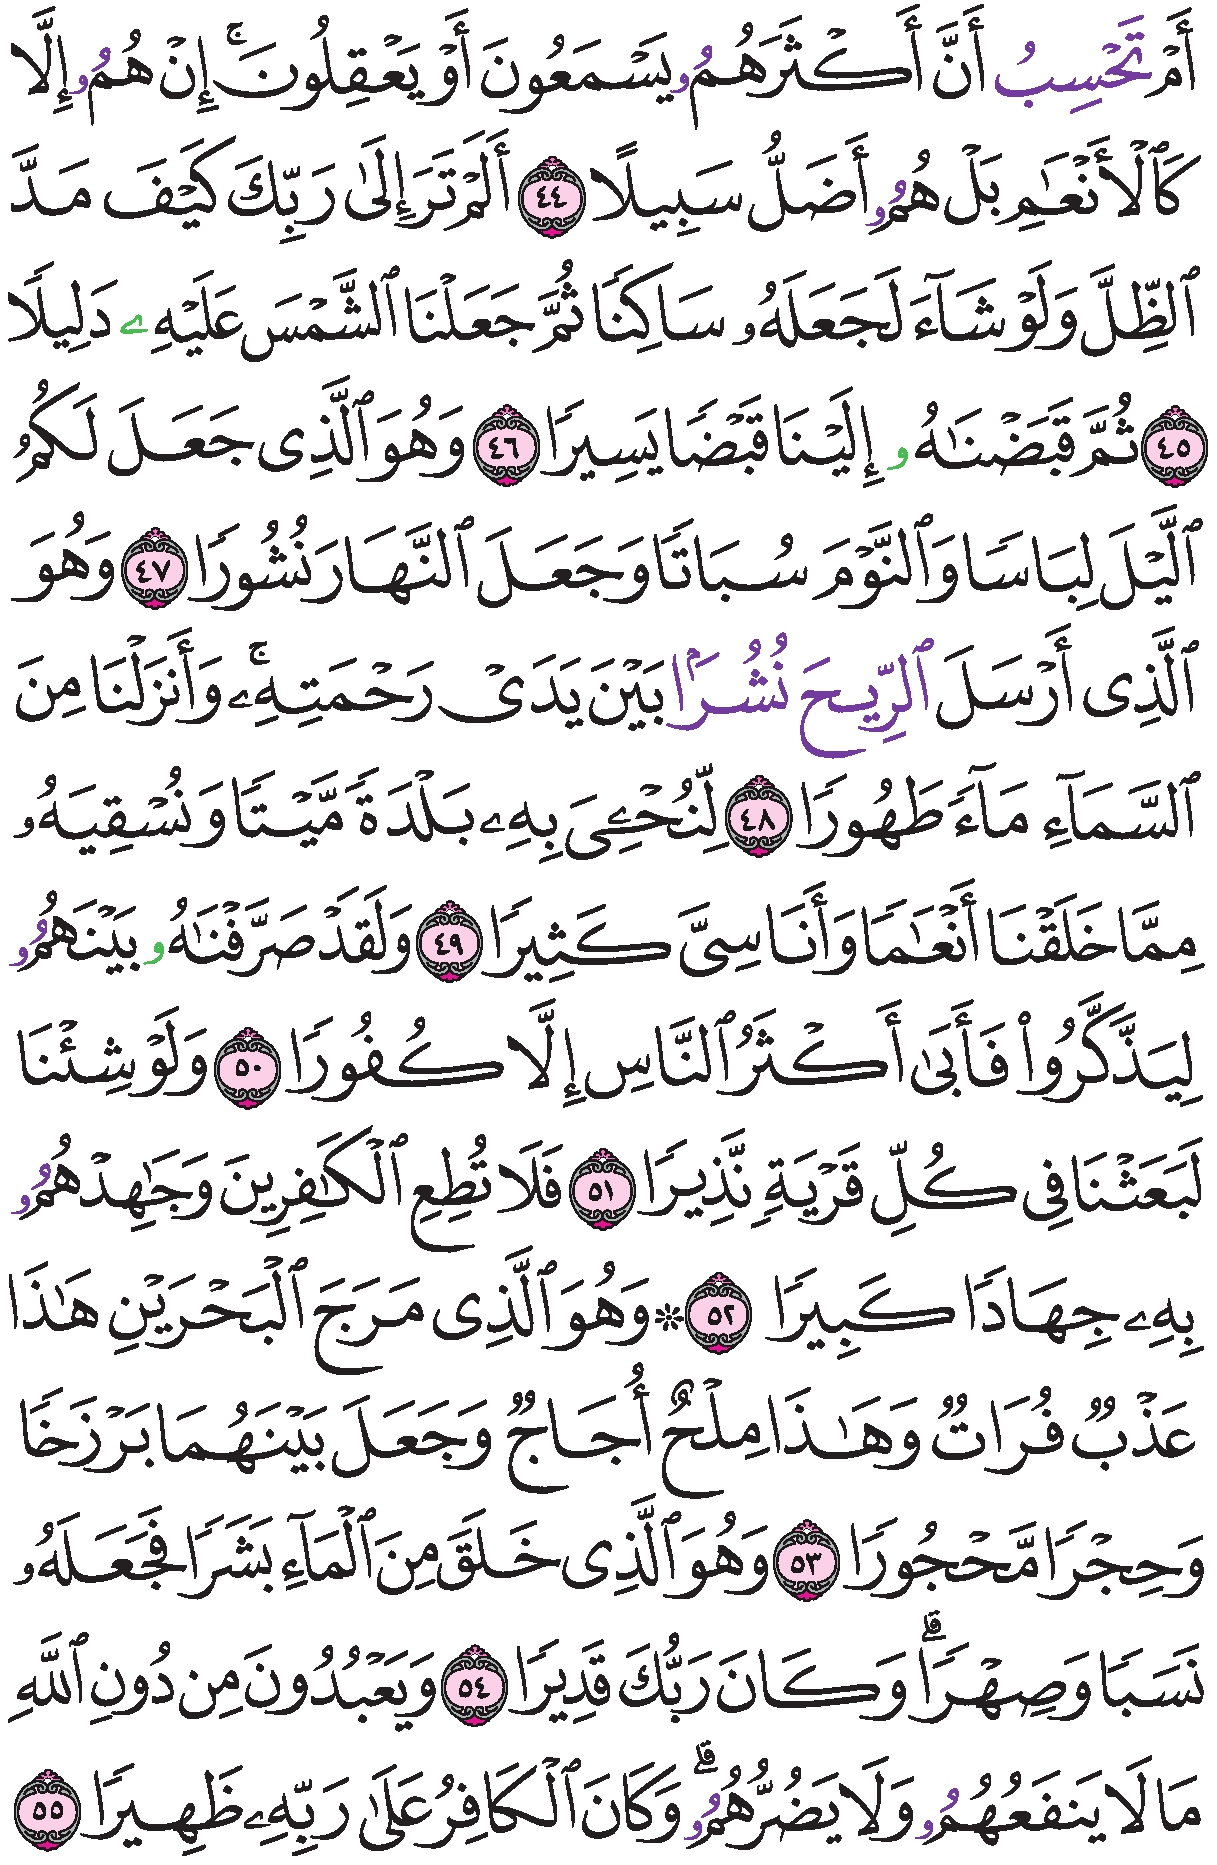 أَمْ تَحْسِبُ أَنَّ أَكْثَرَهُمُۥ يَسْمَعُونَ أَوْ يَعْقِلُونَۚ إِنْ هُمُۥ إِلَّا
كَٱلْأَنْعَٰمِ بَلْ هُمُۥ أَضَلُّ سَبِيلًا ٤٤ أَلَمْ تَرَ إِلَىٰ رَبِّكَ كَيْفَ مَدَّ
ٱلظِّلَّ وَلَوْ شَآءَ لَجَعَلَهُۥ سَاكِنًا ثُمَّ جَعَلْنَا ٱلشَّمْسَ عَلَيْهِۦ دَلِيلًا
٤٥ ثُمَّ قَبَضْنَٰهُۥ إِلَيْنَا قَبْضًا يَسِيرًا ٤٦ وَهُوَ ٱلَّذِى جَعَلَ لَكُمُ
ٱلَّيْلَ لِبَاسًا وَٱلنَّوْمَ سُبَاتًا وَجَعَلَ ٱلنَّهَارَ نُشُورًا ٤٧ وَهُوَ
ٱلَّذِى أَرْسَلَ ٱلرِّيحَ نُشُرَۢا بَيْنَ يَدَىْ رَحْمَتِهِۦۚ وَأَنزَلْنَا مِنَ
ٱلسَّمَآءِ مَآءً طَهُورًا ٤٨ لِّنُحْۦِىَ بِهِۦ بَلْدَةً مَّيْتًا وَنُسْقِيَهُۥ
مِمَّا خَلَقْنَا أَنْعَٰمًا وَأَنَاسِىَّ كَثِيرًا ٤٩ وَلَقَدْ صَرَّفْنَٰهُۥ بَيْنَهُمُۥ
لِيَذَّكَّرُوا۟ فَأَبَىٰ أَكْثَرُ ٱلنَّاسِ إِلَّا كُفُورًا ٥٠ وَلَوْ شِئْنَا
لَبَعَثْنَا فِى كُلِّ قَرْيَةٍ نَّذِيرًا ٥١ فَلَا تُطِعِ ٱلْكَٰفِرِينَ وَجَٰهِدْهُمُۥ
بِهِۦ جِهَادًا كَبِيرًا ٥٢ ۞ وَهُوَ ٱلَّذِى مَرَجَ ٱلْبَحْرَيْنِ هَٰذَا
عَذْبٌ فُرَاتٌ وَهَٰذَا مِلْحٌ أُجَاجٌ وَجَعَلَ بَيْنَهُمَا بَرْزَخًا
وَحِجْرًا مَّحْجُورًا ٥٣ وَهُوَ ٱلَّذِى خَلَقَ مِنَ ٱلْمَآءِ بَشَرًا فَجَعَلَهُۥ
نَسَبًا وَصِهْرًاۗ وَكَانَ رَبُّكَ قَدِيرًا ٥٤ وَيَعْبُدُونَ مِن دُونِ ٱللَّهِ
مَا لَا يَنفَعُهُمُۥ وَلَا يَضُرُّهُمُۥۗ وَكَانَ ٱلْكَافِرُ عَلَىٰ رَبِّهِۦ ظَهِيرًا ٥٥